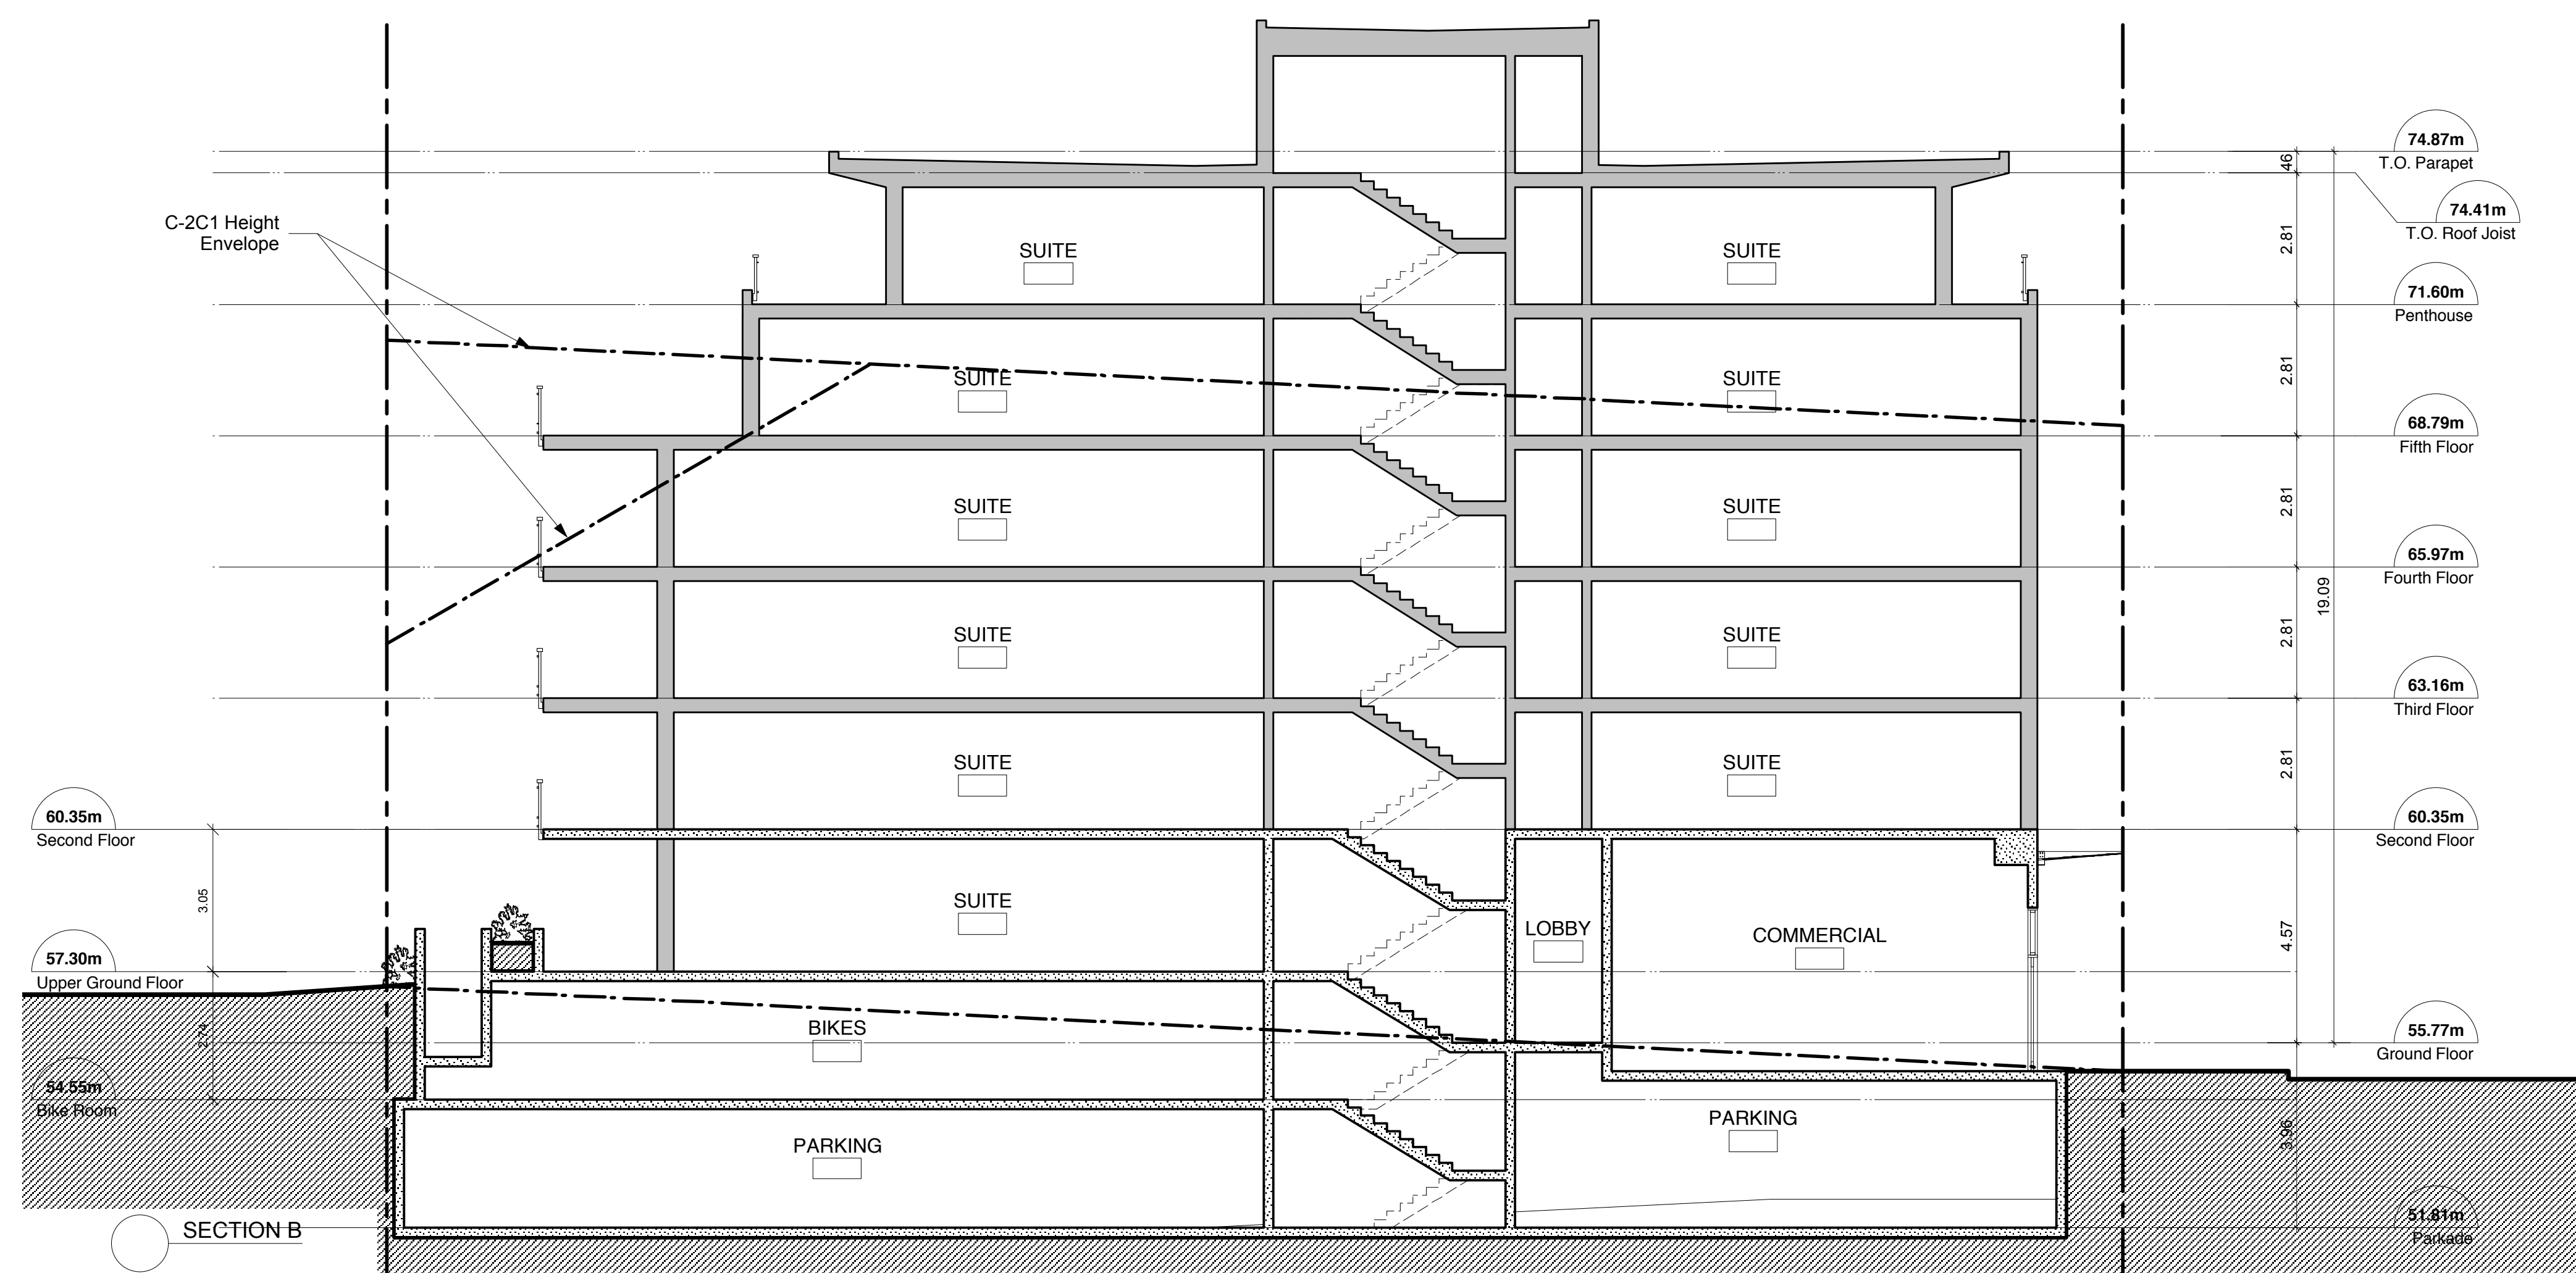 74.87m
T.O. Parapet
.46
74.41m
T.O. Roof Joist
C-2C1 Height
Envelope
2.81
SUITE
SUITE
71.60m
Penthouse
2.81
SUITE
SUITE
68.79m
Fifth Floor
2.81
SUITE
SUITE
65.97m
Fourth Floor
19.09
2.81
SUITE
SUITE
63.16m
Third Floor
2.81
SUITE
SUITE
60.35m
Second Floor
60.35m
Second Floor
3.05
SUITE
LOBBY
COMMERCIAL
4.57
57.30m
Upper Ground Floor
2.74
BIKES
55.77m
Ground Floor
54.55m
Bike Room
PARKING
PARKING
3.96
51.81m
Parkade
SECTION B